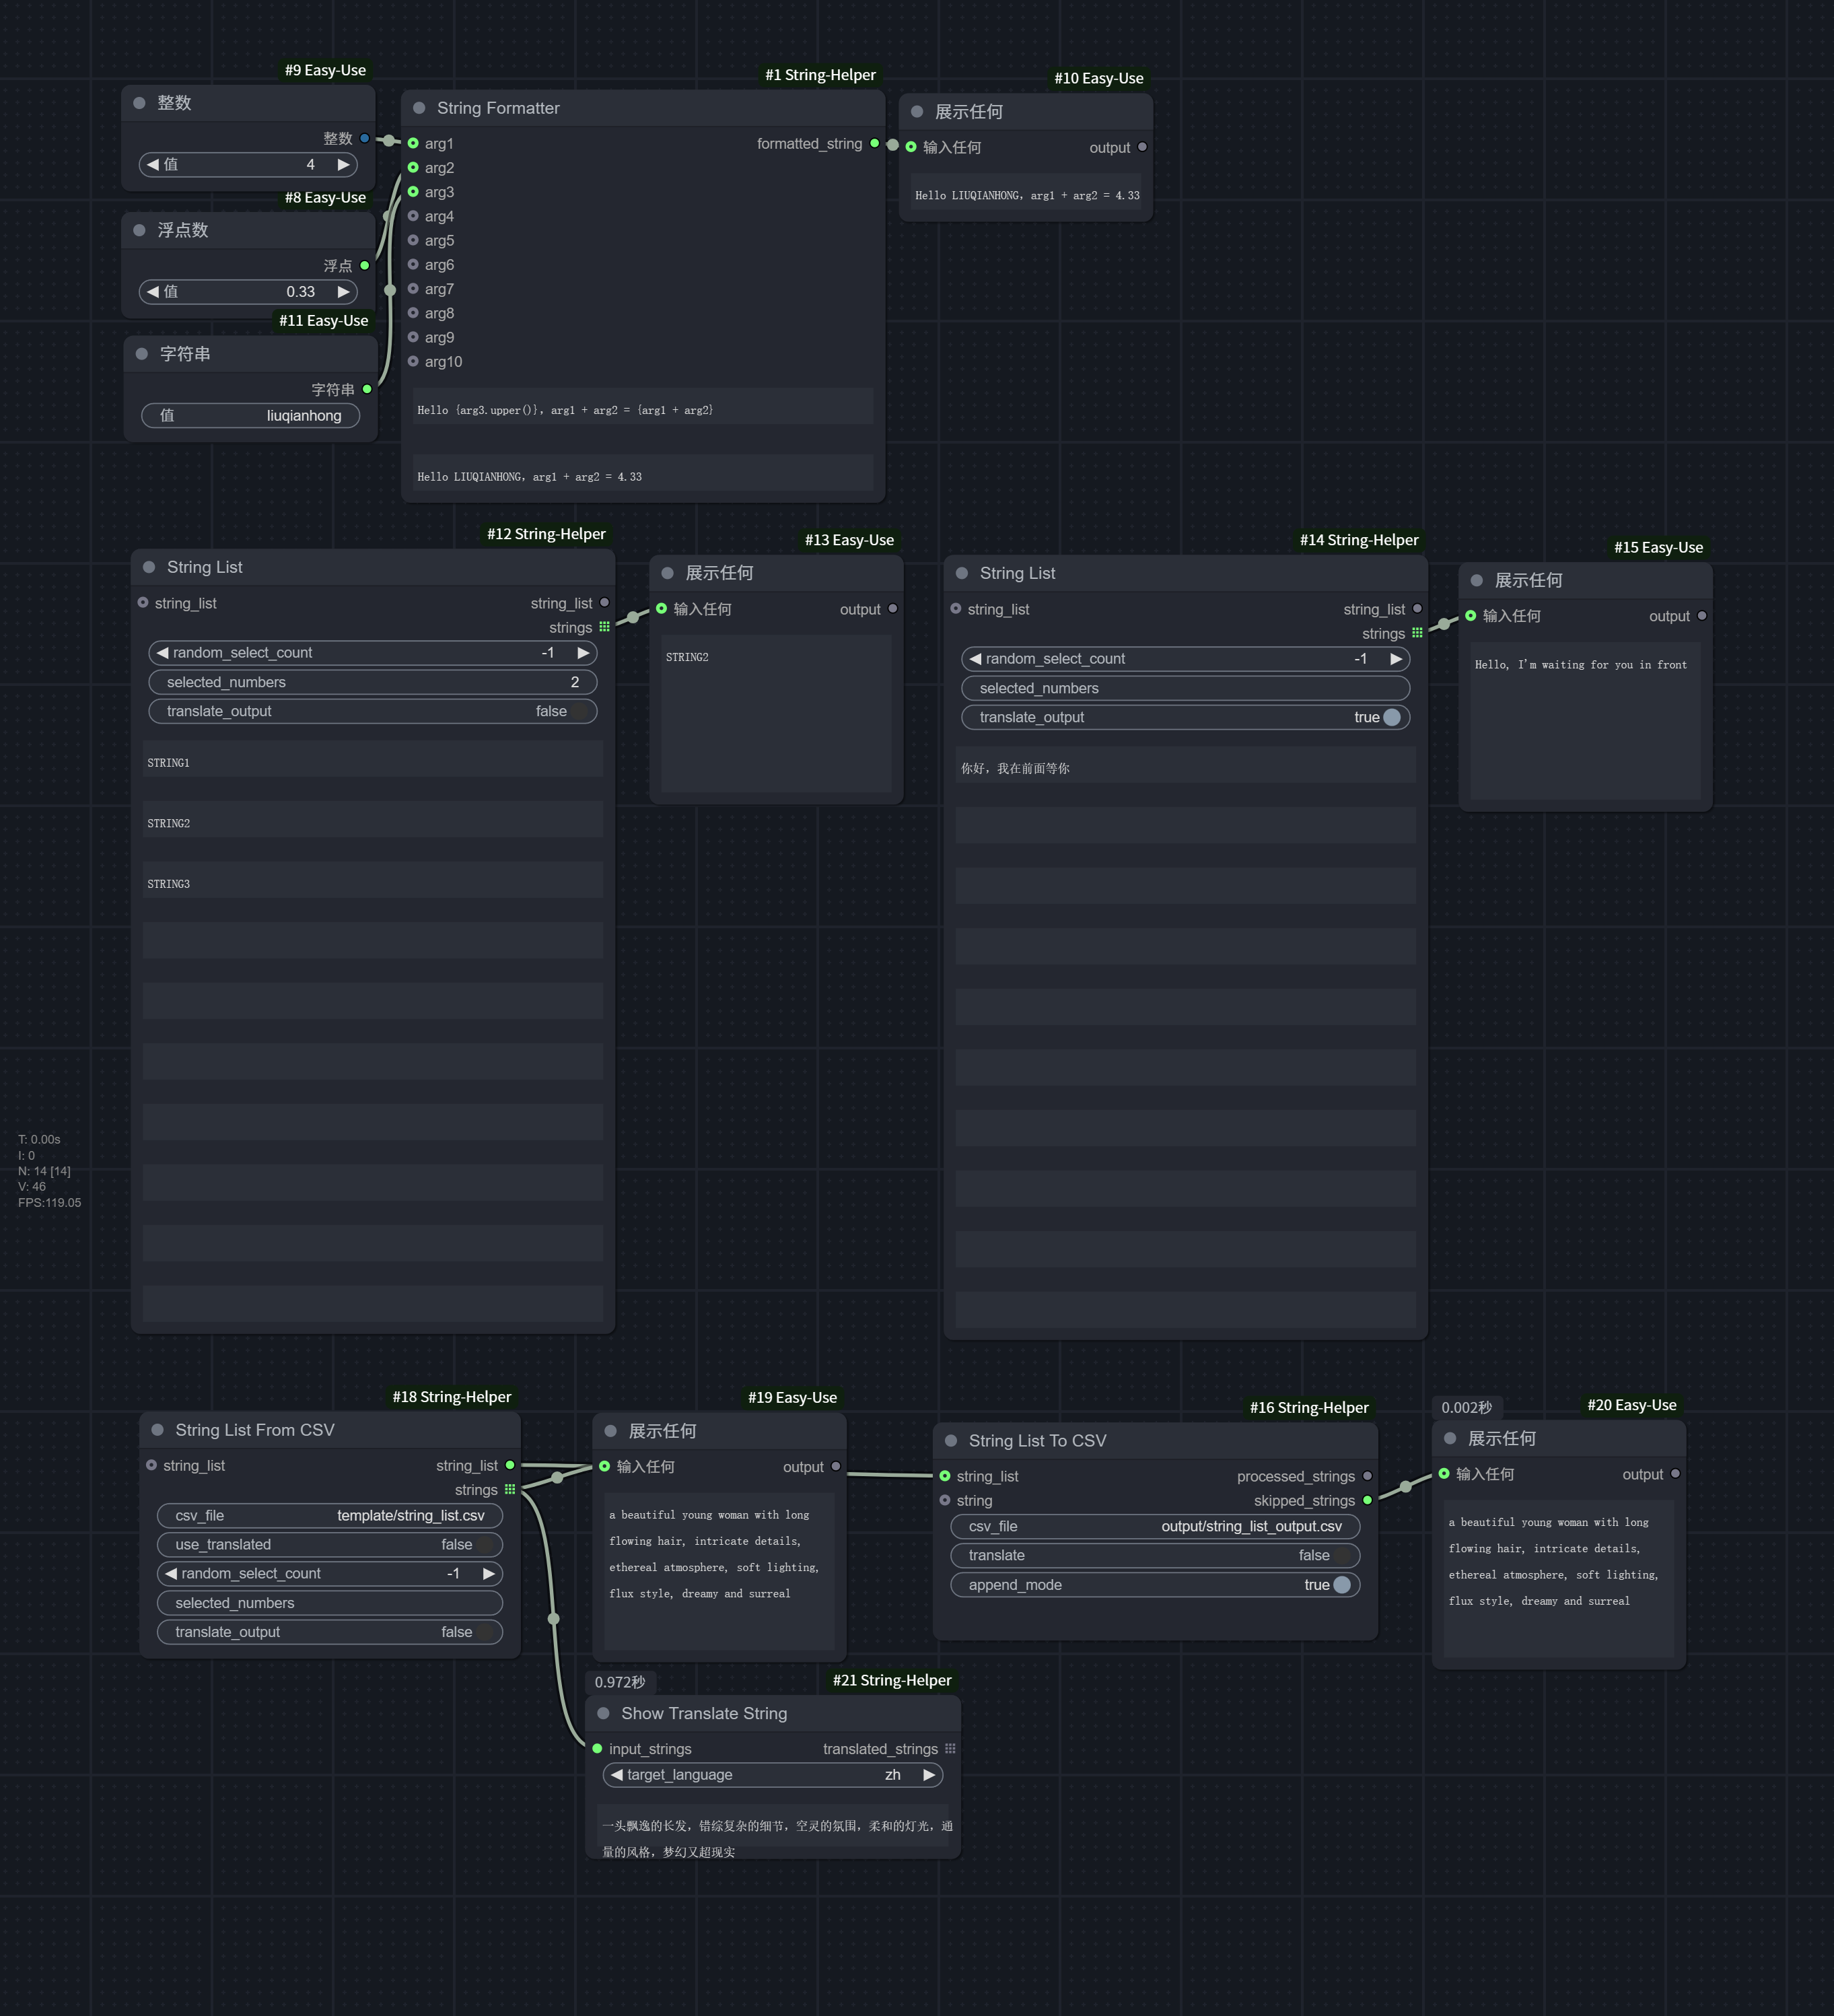 #9 Easy-Use
整数
整数
值 4
#8 Easy-Use
浮点数
浮点
值 0.33
#11 Easy-Use
字符串
字符串
值 liuqianhong
#1 String-Helper
String Formatter
arg1 formatted_string
arg2
arg3
arg4
arg5
arg6
arg7
arg8
arg9
arg10
Hello {arg3.upper()}, arg1 + arg2 = {arg1 + arg2}
Hello LIUQIANHONG, arg1 + arg2 = 4.33
#10 Easy-Use
展示任何
输入任何 output
Hello LIUQIANHONG, arg1 + arg2 = 4.33
#12 String-Helper
String List
string_list string_list
strings
random_select_count -1
selected_numbers 2
translate_output false
STRING1
STRING2
STRING3
#13 Easy-Use
展示任何
输入任何 output
STRING2
#14 String-Helper
String List
string_list string_list
strings
random_select_count -1
selected_numbers
translate_output true
你好，我在前面等你
#15 Easy-Use
展示任何
输入任何 output
Hello, I'm waiting for you in front
T: 0.00s
I: 0
N: 14 [14]
V: 46
FPS:119.05
#18 String-Helper
String List From CSV
string_list string_list
strings
csv_file template/string_list.csv
use_translated false
random_select_count -1
selected_numbers
translate_output false
#19 Easy-Use
展示任何
输入任何 output
a beautiful young woman with long
flowing hair, intricate details,
ethereal atmosphere, soft lighting,
flux style, dreamy and surreal
#16 String-Helper
String List To CSV
string_list processed_strings
string skipped_strings
csv_file output/string_list_output.csv
translate false
append_mode true
0.002秒
#20 Easy-Use
展示任何
输入任何 output
a beautiful young woman with long
flowing hair, intricate details,
ethereal atmosphere, soft lighting,
flux style, dreamy and surreal
0.972秒
#21 String-Helper
Show Translate String
input_strings translated_strings
target_language zh
一头飘逸的长发，错综复杂的细节，空灵的氛围，柔和的灯光，通
量的风格，梦幻又超现实